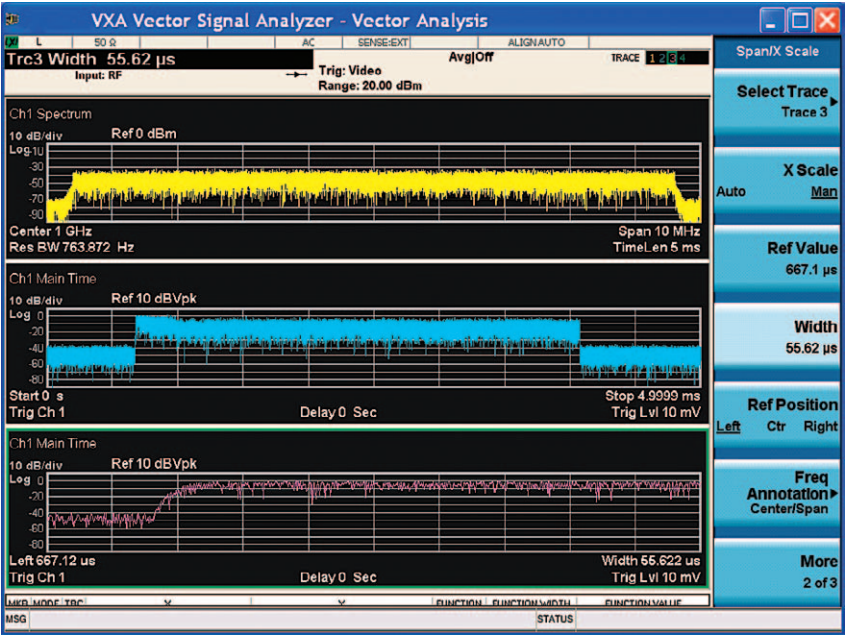 VXA Vector Signal Analyzer - Vector Analysis
L 50 Ω AC SENSE:EXT ALIGNAUTO
Trc3 Width 55.62 µs
Input: RF
Trig: Video
Range: 20.00 dBm
Avg|Off
TRACE 1 2 3 4
Ch1 Spectrum
10 dB/div Ref 0 dBm
Log
-10
-30
-50
-70
-90
Center 1 GHz Span 10 MHz
Res BW 763.872 Hz TimeLen 5 ms
Ch1 Main Time
10 dB/div Ref 10 dBVpk
Log 0
-20
-40
-60
-80
Start 0 s Stop 4.9999 ms
Trig Ch 1 Delay 0 Sec Trig Lvl 10 mV
Ch1 Main Time
10 dB/div Ref 10 dBVpk
Log 0
-20
-40
-60
-80
Left 667.12 us Width 55.622 us
Trig Ch 1 Delay 0 Sec Trig Lvl 10 mV
MKR MODE TRC X Y FUNCTION FUNCTION WIDTH FUNCTION VALUE
MSG STATUS
Span/X Scale
Select Trace
Trace 3
X Scale
Auto Man
Ref Value
667.1 µs
Width
55.62 µs
Ref Position
Left Ctr Right
Freq
Annotation
Center/Span
More
2 of 3